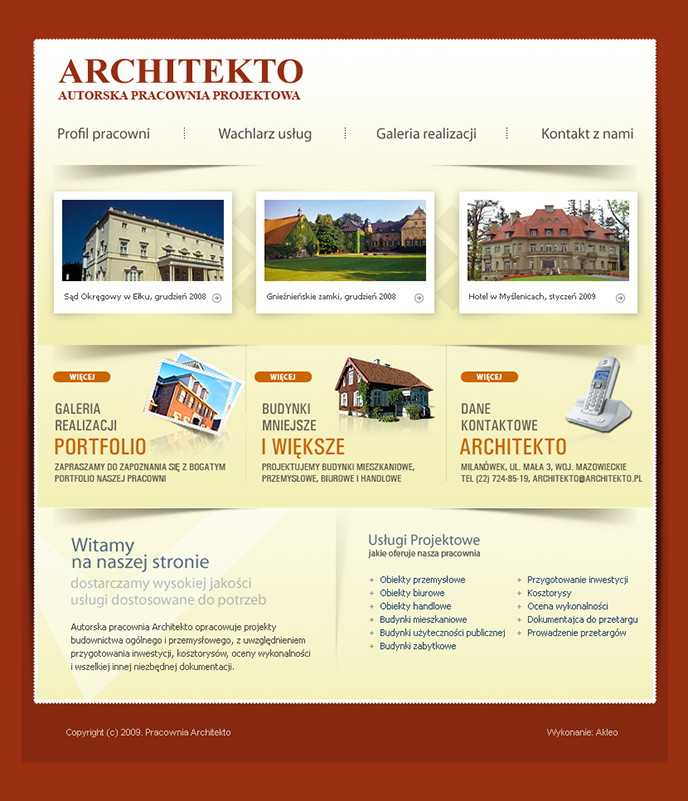 ARCHITEKTO
AUTORSKA PRACOWNIA PROJEKTOWA
Profil pracowni
Wachlarz usług
Galeria realizacji
Kontakt z nami
Sąd Okręgowy w Ełku, grudzień 2008
Gnieźnieńskie zamki, grudzień 2008
Hotel w Myślenicach, styczeń 2009
WIĘCEJ
GALERIA
REALIZACJI
PORTFOLIO
ZAPRASZAMY DO ZAPOZNANIA SIĘ Z BOGATYM
PORTFOLIO NASZEJ PRACOWNI
WIĘCEJ
BUDYNKI
MNIEJSZE
I WIĘKSZE
PROJEKTUJEMY BUDYNKI MIESZKANIOWE,
PRZEMYSŁOWE, BIUROWE I HANDLOWE
WIĘCEJ
DANE
KONTAKTOWE
ARCHITEKTO
MILANÓWEK, UL. MAŁA 3, WOJ. MAZOWIECKIE
TEL (22) 724-85-19, ARCHITEKTO@ARCHITEKTO.PL
Witamy
na naszej stronie
dostarczamy wysokiej jakości
usługi dostosowane do potrzeb
Autorska pracownia Architekto opracowuje projekty
budownictwa ogólnego i przemysłowego, z uwzględnieniem
przygotowania inwestycji, kosztorysów, oceny wykonalności
i wszelkiej innej niezbędnej dokumentacji.
Usługi Projektowe
jakie oferuje nasza pracownia
+ Obiekty przemysłowe
+ Obiekty biurowe
+ Obiekty handlowe
+ Budynki mieszkaniowe
+ Budynki użyteczności publicznej
+ Budynki zabytkowe
+ Przygotowanie inwestycji
+ Kosztorysy
+ Ocena wykonalności
+ Dokumentajca do przetargu
+ Prowadzenie przetargów
Copyright (c) 2009. Pracownia Architekto
Wykonanie: Akleo